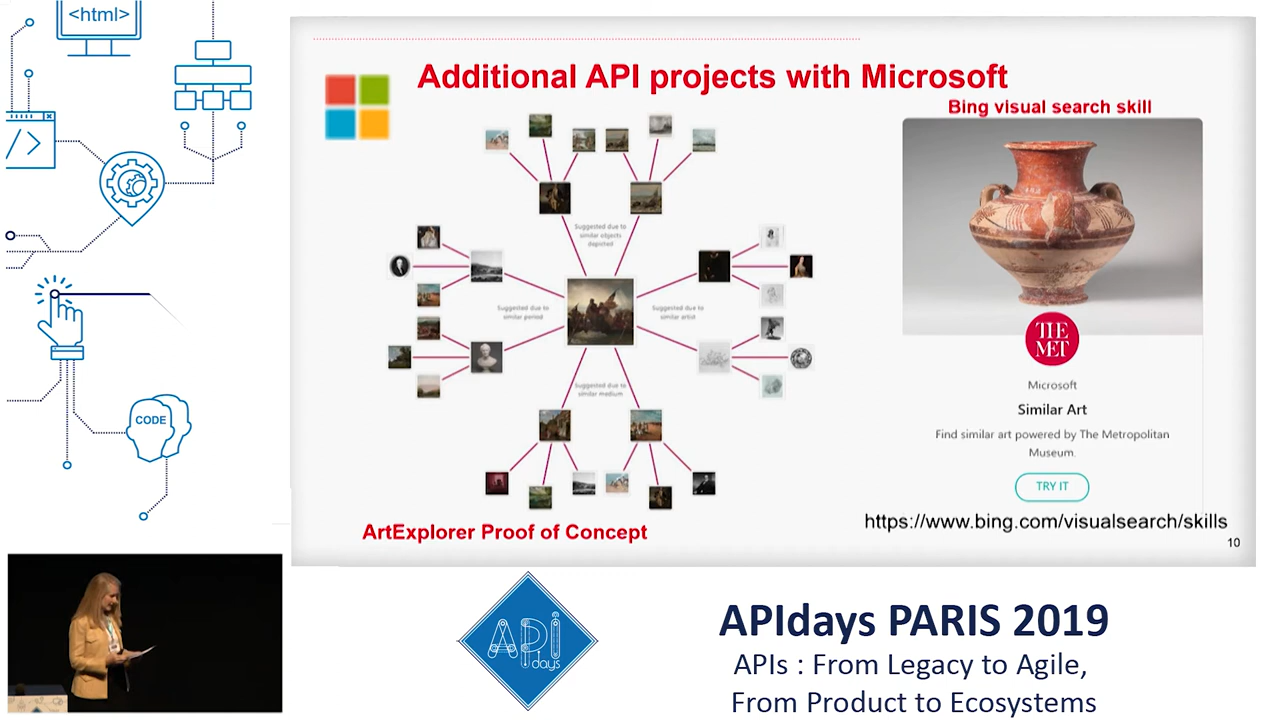 <html>
</>
CODE
Additional API projects with Microsoft
Bing visual search skill
Suggested due to
similar objects
depicted
Suggested due to
similar period
Suggested due to
similar artist
Suggested due to
similar medium
THE
MET
Microsoft
Similar Art
Find similar art powered by The Metropolitan
Museum.
TRY IT
https://www.bing.com/visualsearch/skills
ArtExplorer Proof of Concept
10
API
days
APIdays PARIS 2019
APIs : From Legacy to Agile,
From Product to Ecosystems